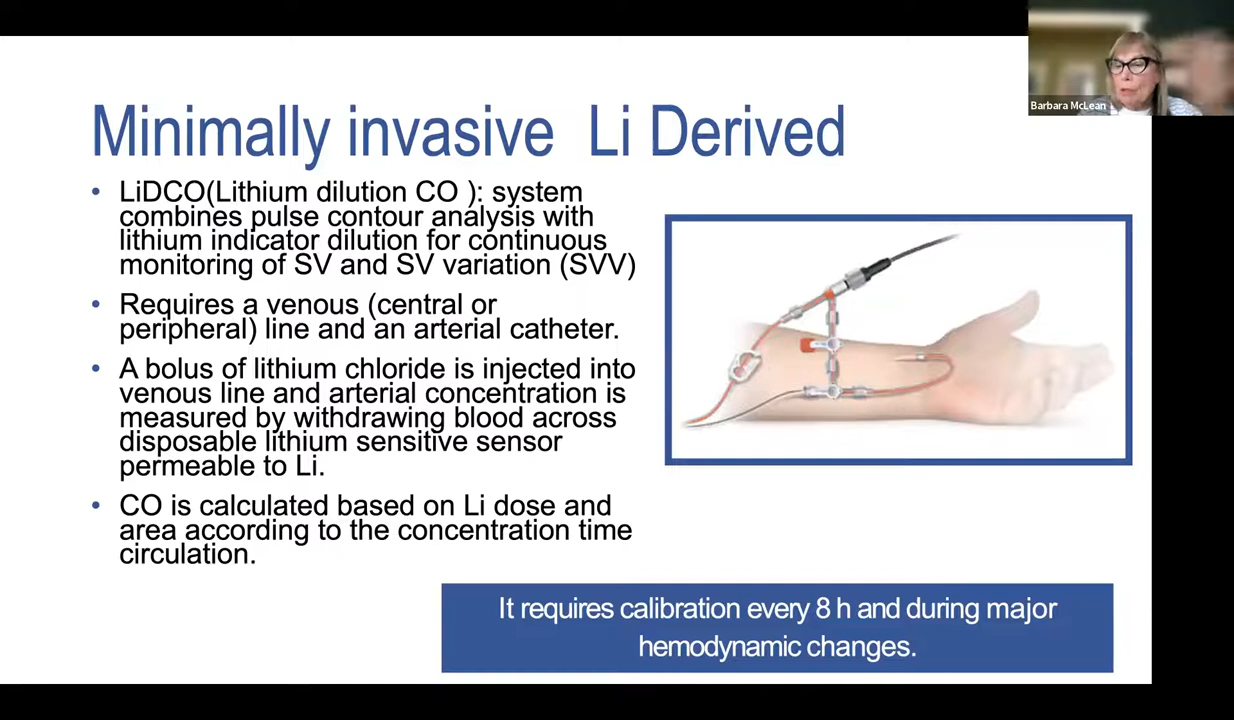 Barbara McLean
Minimally invasive Li Derived
• LiDCO(Lithium dilution CO ): system
combines pulse contour analysis with
lithium indicator dilution for continuous
monitoring of SV and SV variation (SVV)
• Requires a venous (central or
peripheral) line and an arterial catheter.
• A bolus of lithium chloride is injected into
venous line and arterial concentration is
measured by withdrawing blood across
disposable lithium sensitive sensor
permeable to Li.
• CO is calculated based on Li dose and
area according to the concentration time
circulation.
It requires calibration every 8 h and during major
hemodynamic changes.